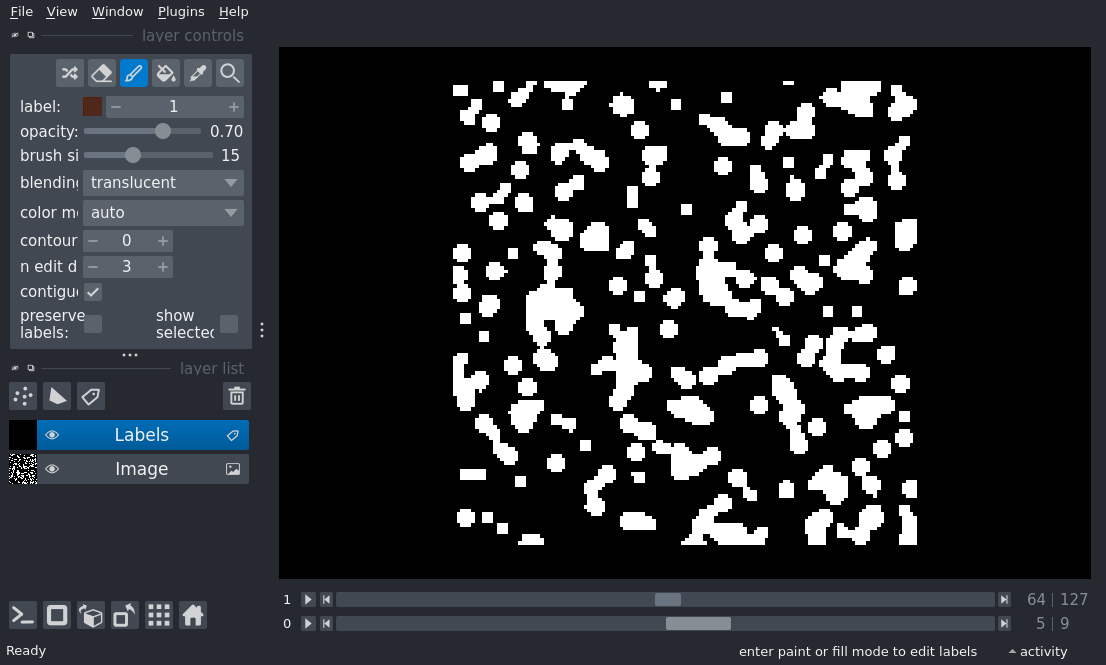 File View Window Plugins Help
layer controls
label: 1
opacity: 0.70
brush si 15
blending translucent
color m auto
contour 0
n edit d 3
contigu
preserve labels: show selected
layer list
Labels
Image
1 64 | 127
0 5 | 9
Ready enter paint or fill mode to edit labels activity